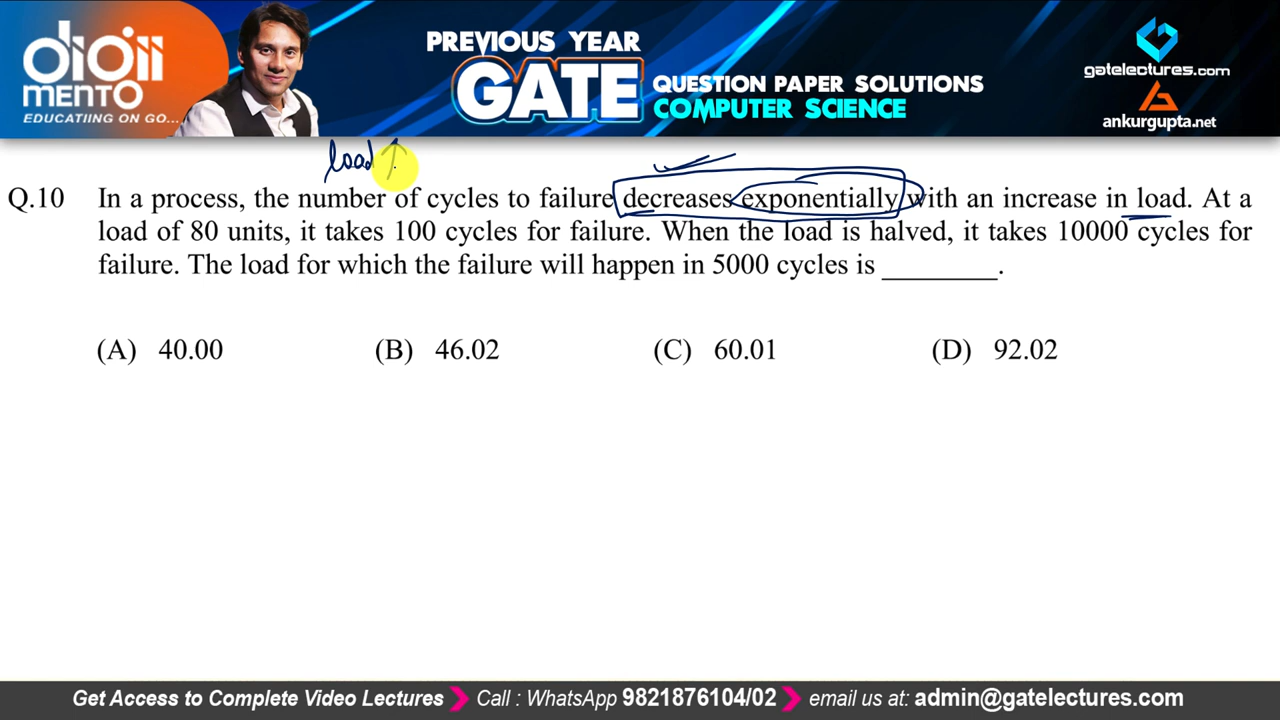 digii
MENTO
EDUCATIING ON GO...
PREVIOUS YEAR
GATE
QUESTION PAPER SOLUTIONS
COMPUTER SCIENCE
gatelectures.com
ankurgupta.net
load ↑
Q.10 In a process, the number of cycles to failure decreases exponentially with an increase in load. At a
load of 80 units, it takes 100 cycles for failure. When the load is halved, it takes 10000 cycles for
failure. The load for which the failure will happen in 5000 cycles is ________.
(A) 40.00 (B) 46.02 (C) 60.01 (D) 92.02
Get Access to Complete Video Lectures Call : WhatsApp 9821876104/02 email us at: admin@gatelectures.com